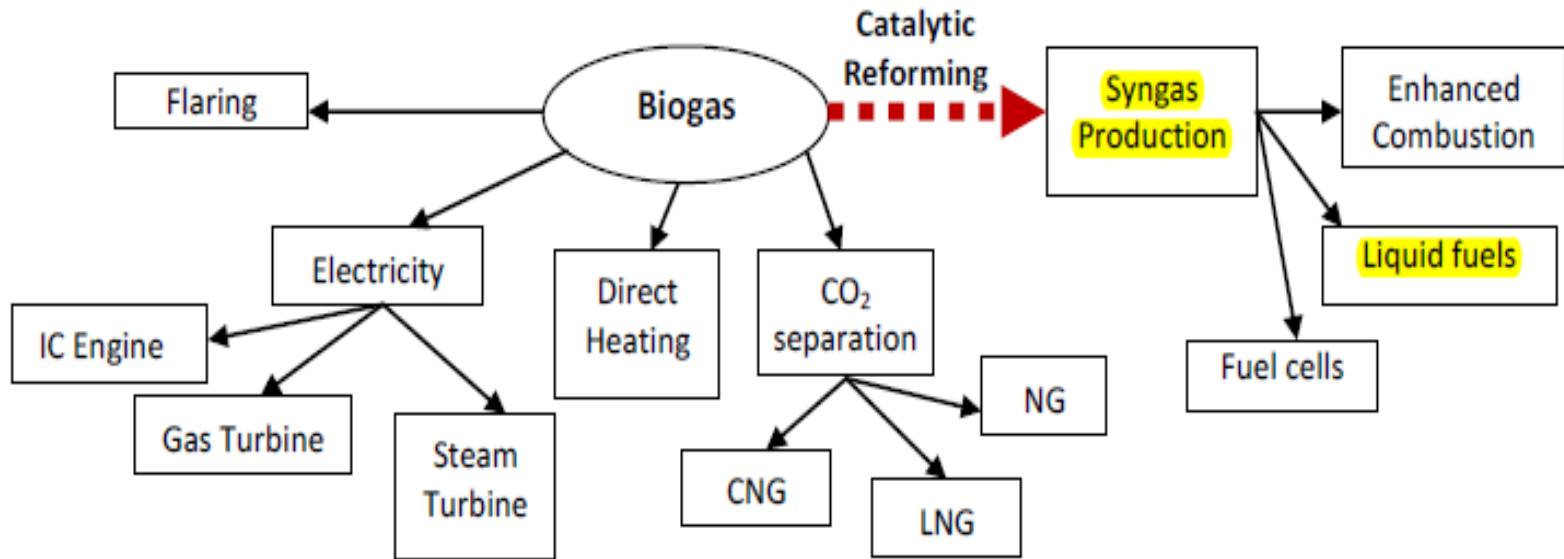 Catalytic
Reforming
Flaring
Biogas
Syngas
Production
Enhanced
Combustion
Electricity
Direct
Heating
CO₂
separation
Liquid fuels
IC Engine
Gas Turbine
Steam
Turbine
CNG
LNG
NG
Fuel cells